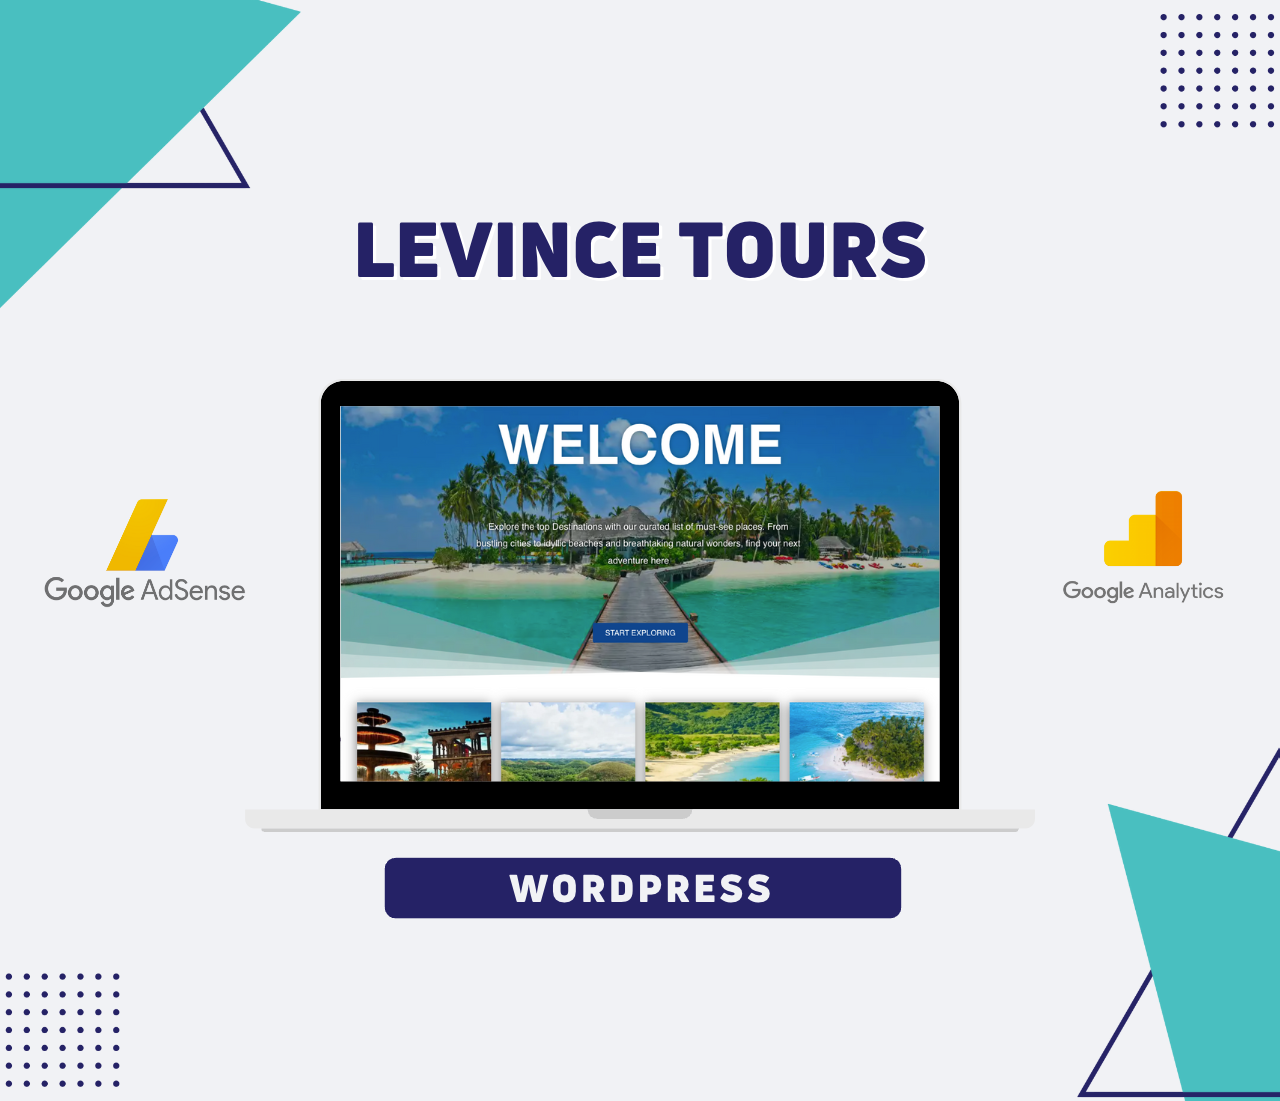 LEVINCE TOURS
WELCOME
Explore the top Destinations with our curated list of must-see places. From
bustling cities to idyllic beaches and breathtaking natural wonders, find your next
adventure here
START EXPLORING
Google AdSense
Google Analytics
WORDPRESS